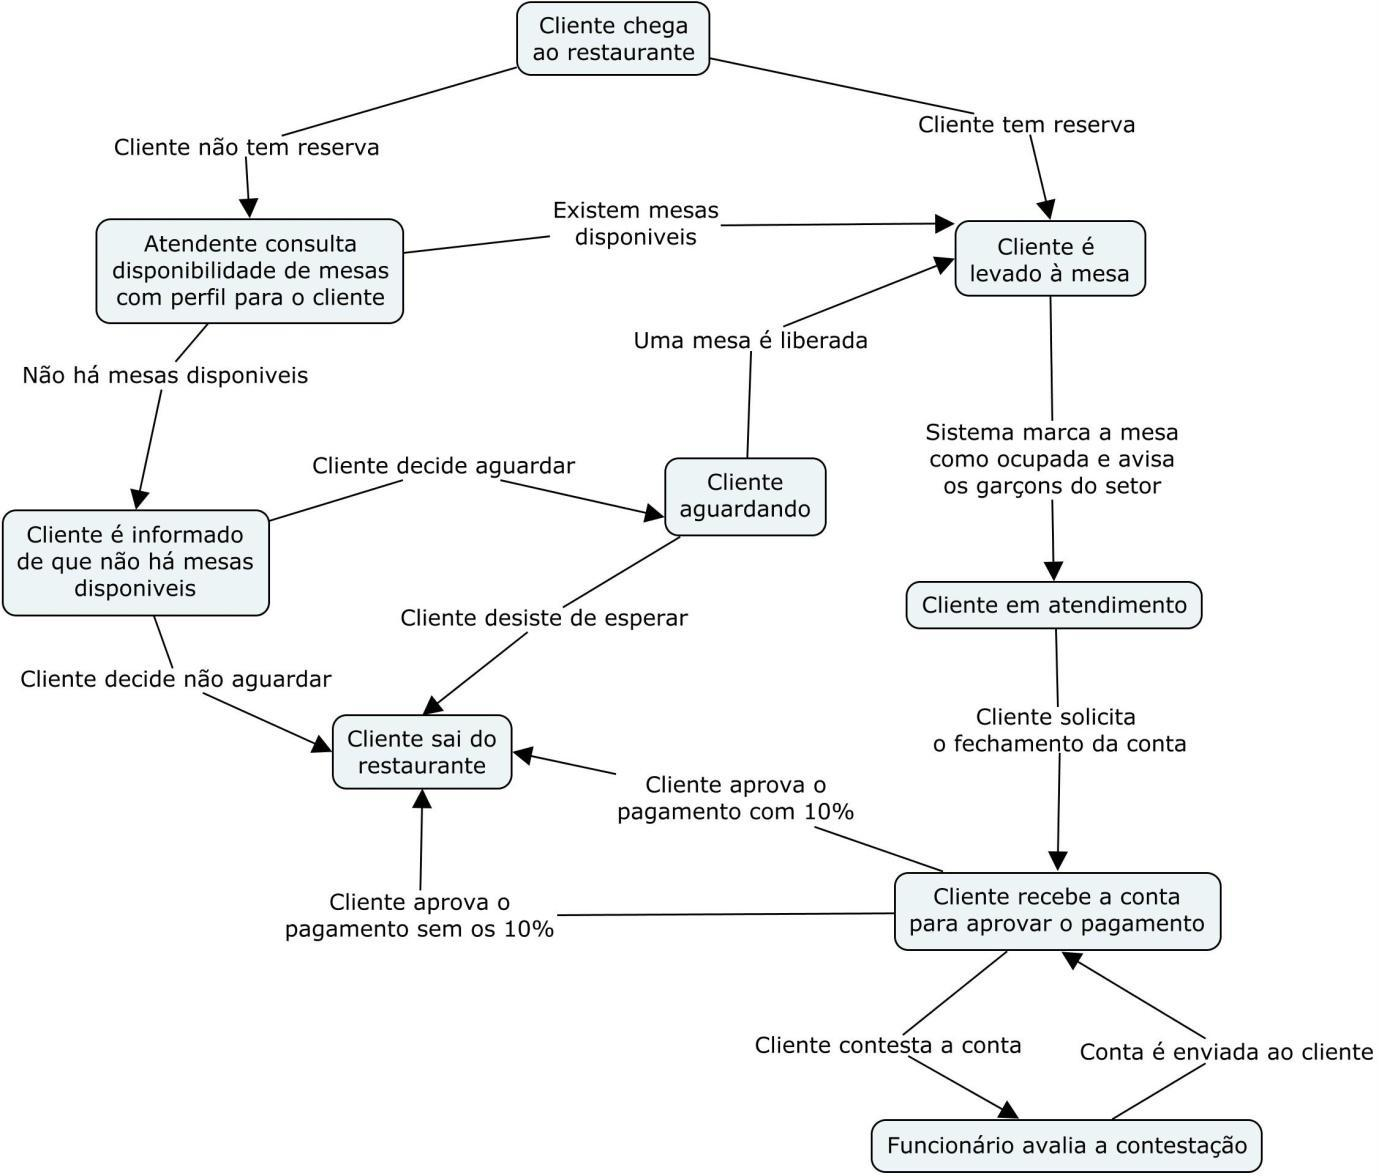 Cliente chega
ao restaurante
Cliente não tem reserva
Cliente tem reserva
Existem mesas
disponiveis
Atendente consulta
disponibilidade de mesas
com perfil para o cliente
Cliente é
levado à mesa
Uma mesa é liberada
Não há mesas disponiveis
Sistema marca a mesa
como ocupada e avisa
os garçons do setor
Cliente decide aguardar
Cliente
aguardando
Cliente é informado
de que não há mesas
disponiveis
Cliente em atendimento
Cliente desiste de esperar
Cliente decide não aguardar
Cliente solicita
o fechamento da conta
Cliente sai do
restaurante
Cliente aprova o
pagamento com 10%
Cliente aprova o
pagamento sem os 10%
Cliente recebe a conta
para aprovar o pagamento
Cliente contesta a conta
Conta é enviada ao cliente
Funcionário avalia a contestação